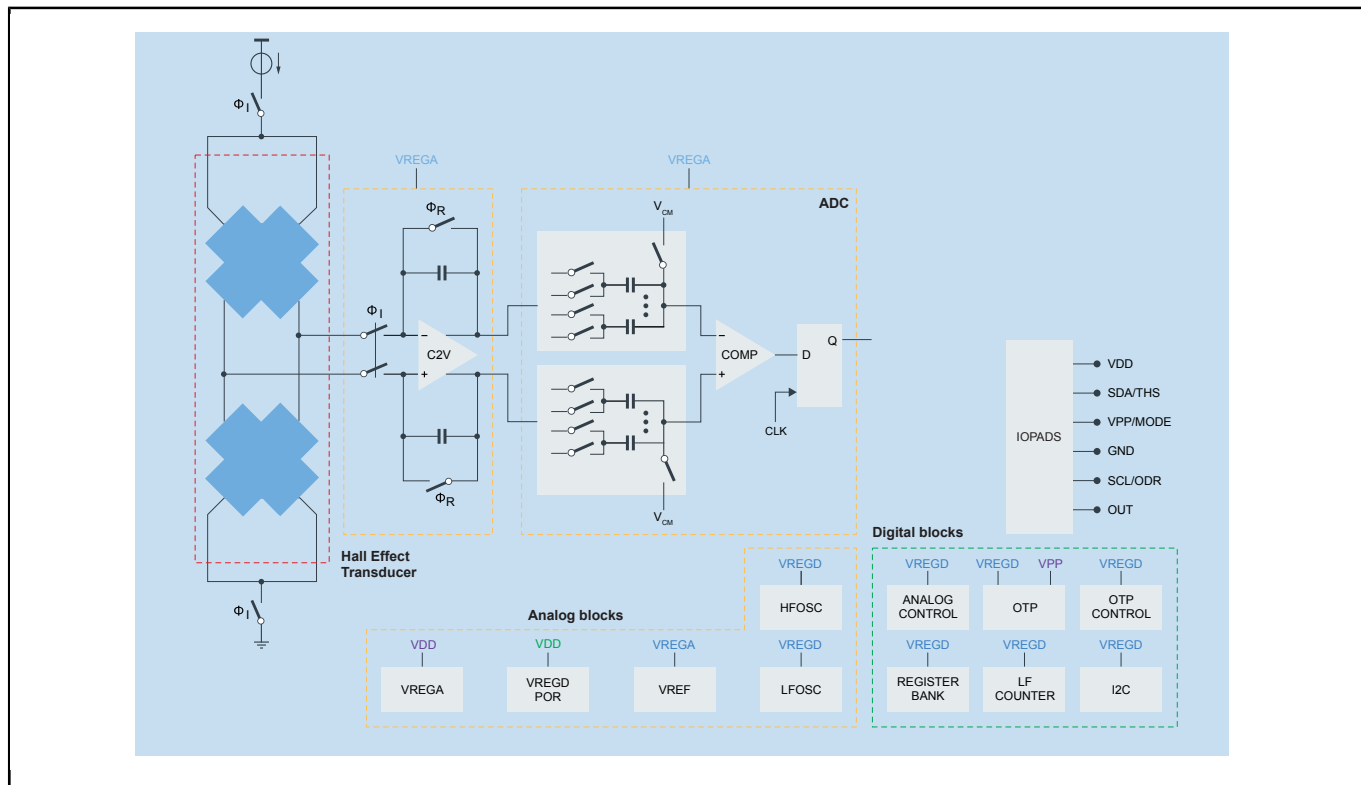 ΦI
VREGA
VREGA
ADC
VCM
ΦR
ΦI
−
C2V
+
−
COMP
+
D
Q
CLK
ΦR
VCM
Hall Effect
Transducer
ΦI
IOPADS
VDD
SDA/THS
VPP/MODE
GND
SCL/ODR
OUT
Analog blocks
VREGD
HFOSC
VDD
VREGA
VDD
VREGD
POR
VREGA
VREF
VREGD
LFOSC
Digital blocks
VREGD
ANALOG
CONTROL
VREGD VPP
OTP
VREGD
OTP
CONTROL
VREGD
REGISTER
BANK
VREGD
LF
COUNTER
VREGD
I2C